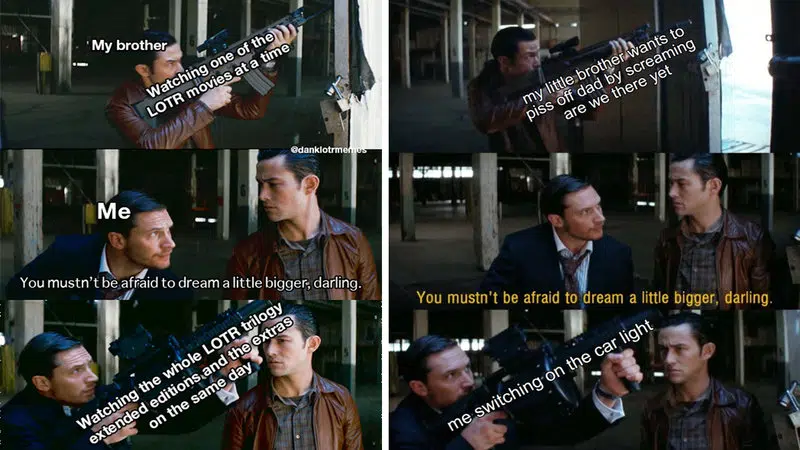 My brother
Watching one of the
LOTR movies at a time
@danklotrmemes
Me
You mustn't be afraid to dream a little bigger, darling.
Watching the whole LOTR trilogy
extended editions and the extras
on the same day
my little brother wants to
piss off dad by screaming
are we there yet
You mustn't be afraid to dream a little bigger, darling.
me switching on the car light